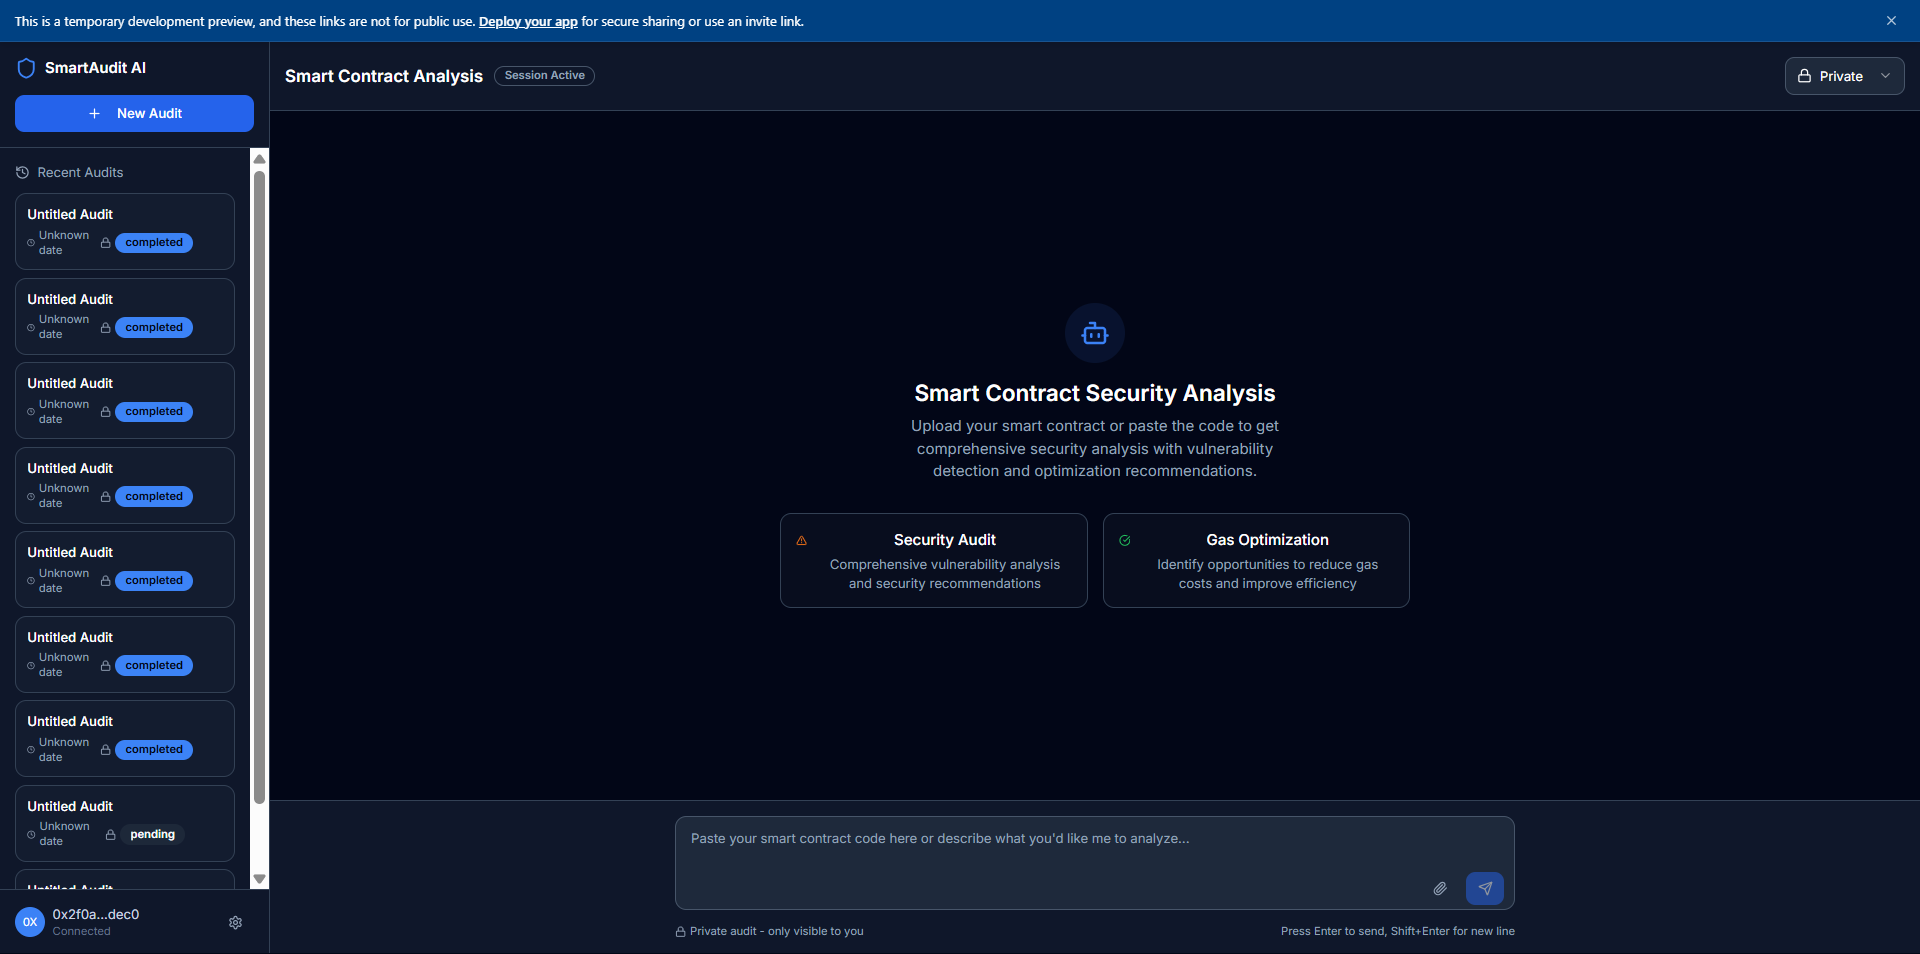 This is a temporary development preview, and these links are not for public use. Deploy your app for secure sharing or use an invite link.
SmartAudit AI
New Audit
Recent Audits
Untitled Audit
Unknown
date
completed
Untitled Audit
Unknown
date
completed
Untitled Audit
Unknown
date
completed
Untitled Audit
Unknown
date
completed
Untitled Audit
Unknown
date
completed
Untitled Audit
Unknown
date
completed
Untitled Audit
Unknown
date
completed
Untitled Audit
Unknown
date
pending
Untitled Audit
0X
0x2f0a...dec0
Connected
Smart Contract Analysis
Session Active
Private
Smart Contract Security Analysis
Upload your smart contract or paste the code to get
comprehensive security analysis with vulnerability
detection and optimization recommendations.
Security Audit
Comprehensive vulnerability analysis
and security recommendations
Gas Optimization
Identify opportunities to reduce gas
costs and improve efficiency
Paste your smart contract code here or describe what you'd like me to analyze...
Private audit - only visible to you
Press Enter to send, Shift+Enter for new line